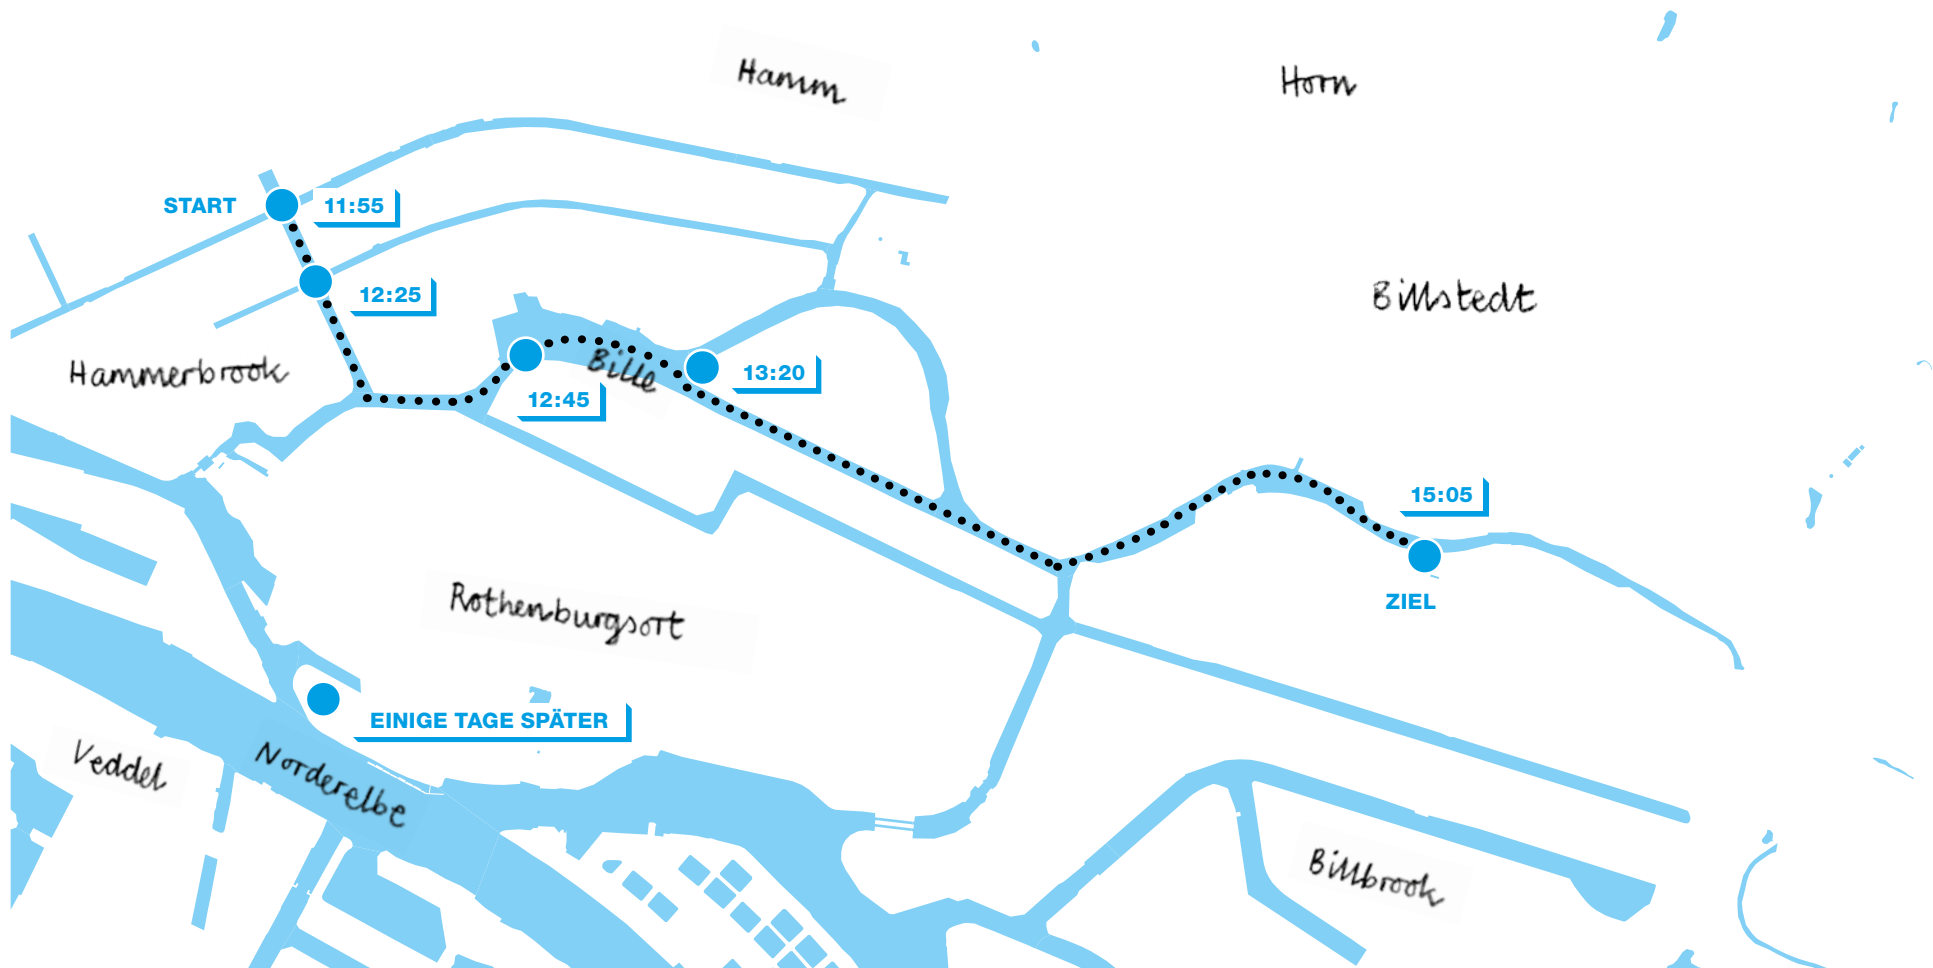 Hamm
Horn
START
11:55
12:25
Billstedt
Hammerbrook
Bille
13:20
12:45
15:05
ZIEL
Rothenburgsort
EINIGE TAGE SPÄTER
Veddel
Norderelbe
Billbrook